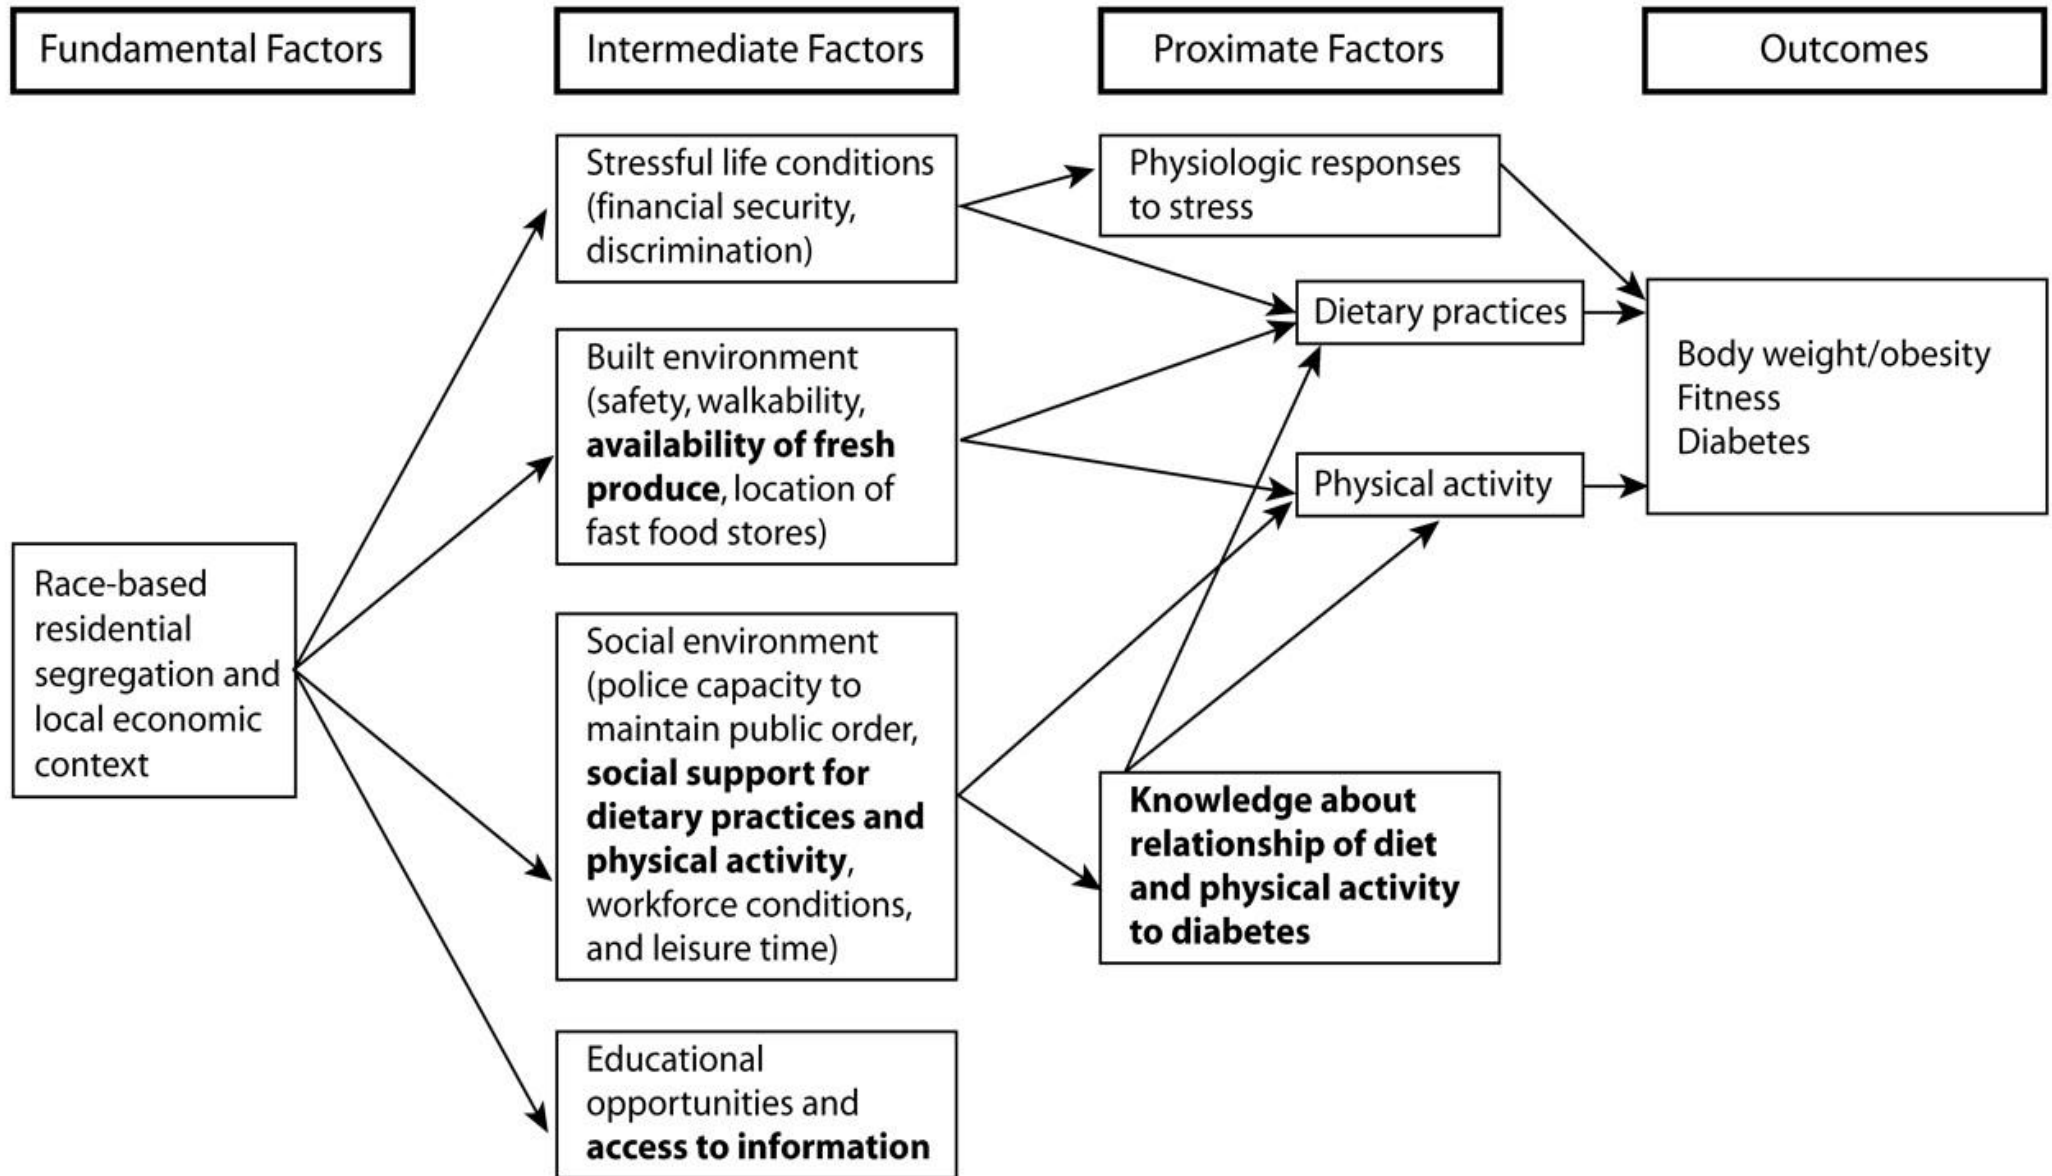 Fundamental Factors
Intermediate Factors
Proximate Factors
Outcomes
Race-based
residential
segregation and
local economic
context
Stressful life conditions
(financial security,
discrimination)
Built environment
(safety, walkability,
availability of fresh
produce, location of
fast food stores)
Social environment
(police capacity to
maintain public order,
social support for
dietary practices and
physical activity,
workforce conditions,
and leisure time)
Educational
opportunities and
access to information
Physiologic responses
to stress
Dietary practices
Physical activity
Knowledge about
relationship of diet
and physical activity
to diabetes
Body weight/obesity
Fitness
Diabetes